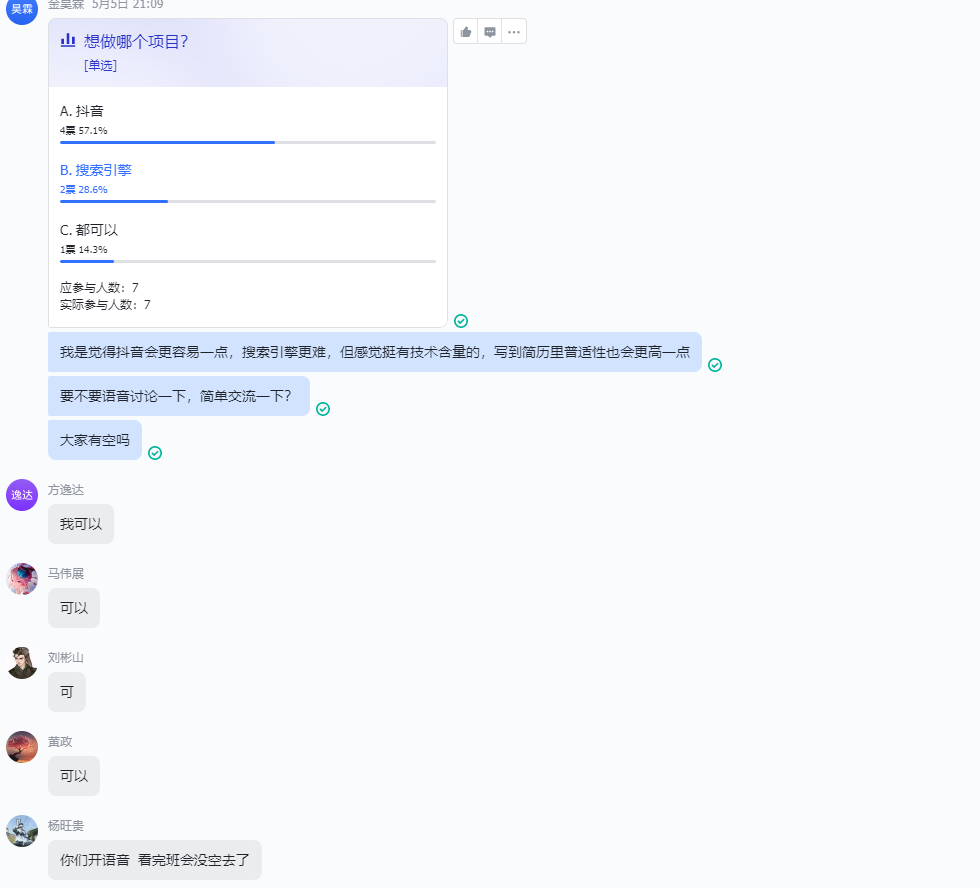 昊霖
金昊霖 5月5日 21:09
想做哪个项目?
[单选]
A. 抖音
4票 57.1%
B. 搜索引擎
2票 28.6%
C. 都可以
1票 14.3%
应参与人数：7
实际参与人数：7
我是觉得抖音会更容易一点，搜索引擎更难，但感觉挺有技术含量的，写到简历里普适性也会更高一点
要不要语音讨论一下，简单交流一下？
大家有空吗
逸达
方逸达
我可以
马伟展
可以
刘彬山
可
黄政
可以
杨旺贵
你们开语音 看完班会没空去了